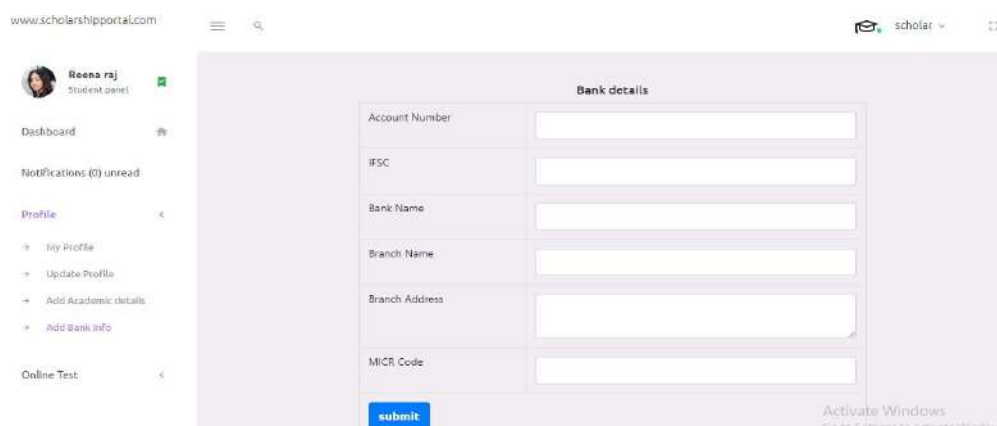 www.scholarshipportal.com
scholar
Reena raj
Student panel
Dashboard
Notifications (0) unread
Profile
My Profile
Update Profile
Add Academic details
Add Bank Info
Online Test
Bank details
Account Number
IFSC
Bank Name
Branch Name
Branch Address
MICR Code
submit
Activate Windows